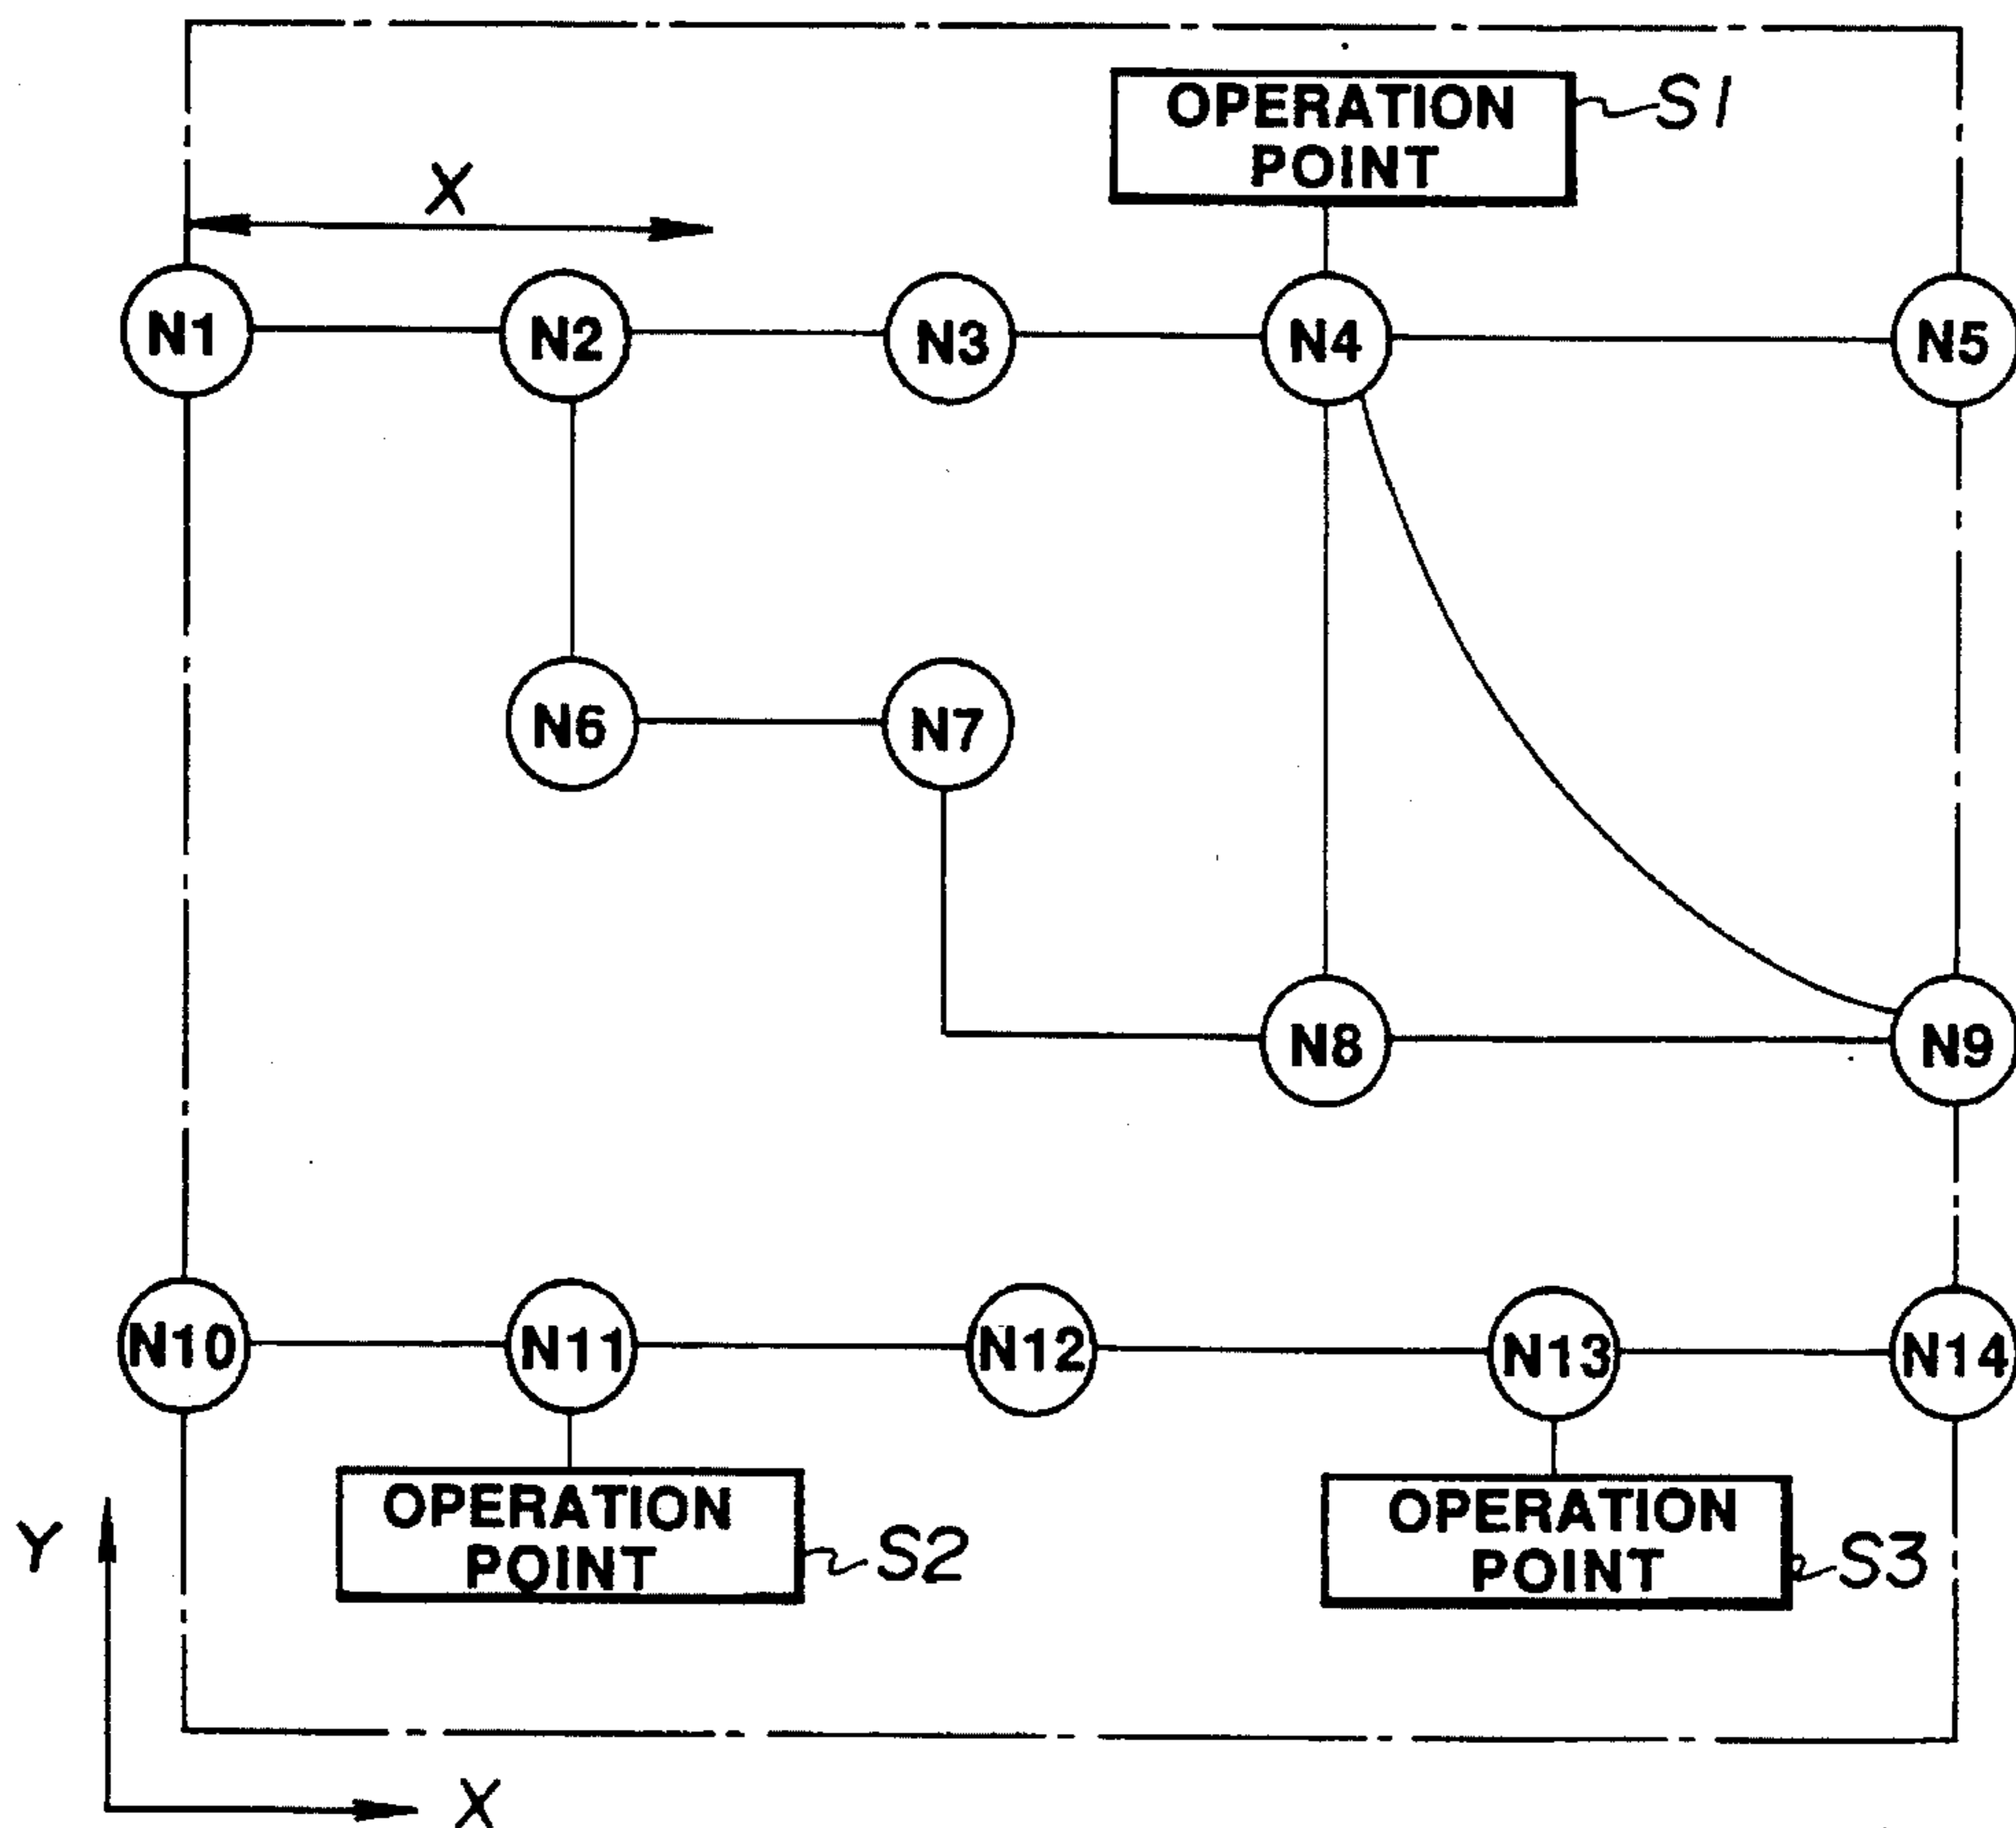 OPERATION
POINT
S1
X
N1
N2
N3
N4
N5
N6
N7
N8
N9
N10
N11
N12
N13
N14
OPERATION
POINT
S2
OPERATION
POINT
S3
Y
X